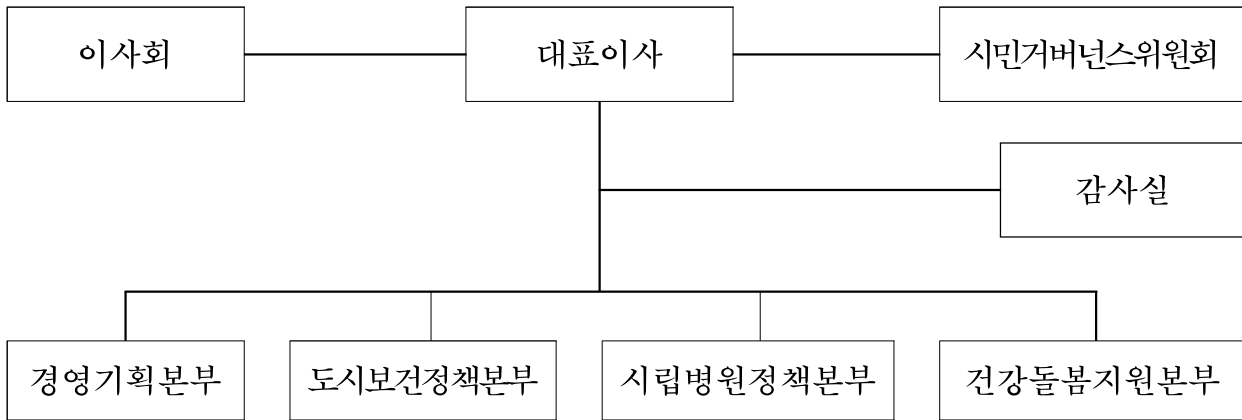 이사회
대표이사
시민거버넌스위원회
감사실
경영기획본부
도시보건정책본부
시립병원정책본부
건강돌봄지원본부